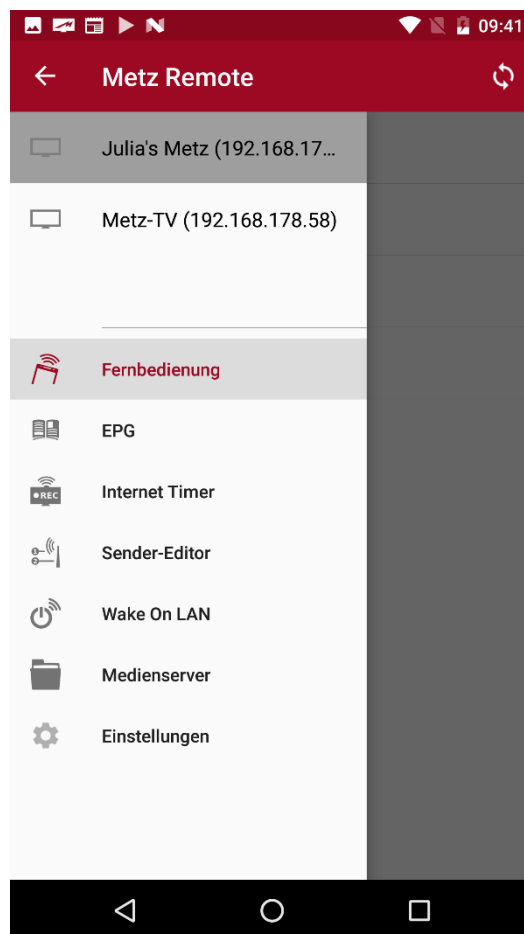 09:41
Metz Remote
Julia's Metz (192.168.17...
Metz-TV (192.168.178.58)
Fernbedienung
EPG
REC
Internet Timer
Sender-Editor
Wake On LAN
Medienserver
Einstellungen